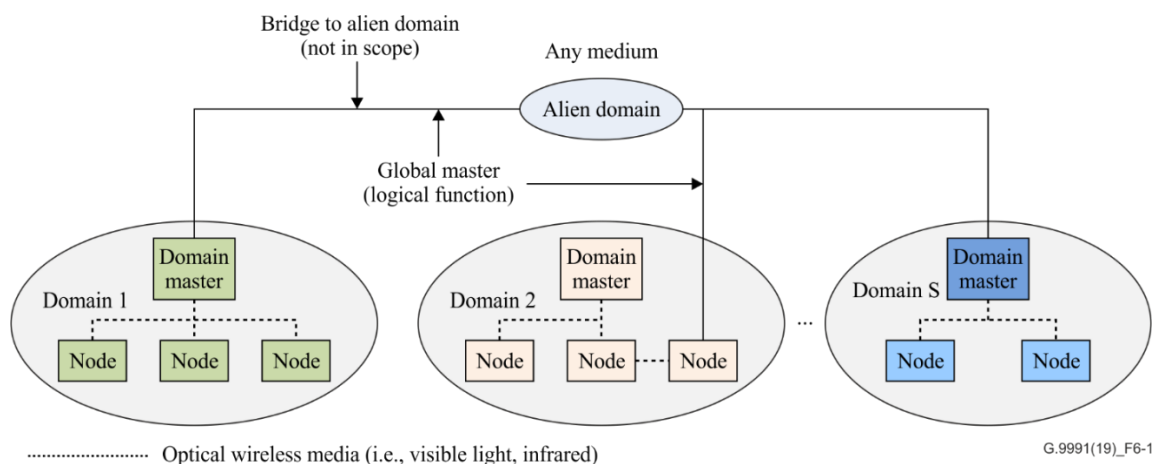 Bridge to alien domain
(not in scope)
Any medium
Alien domain
Global master
(logical function)
Domain
master
Domain 1
Node
Node
Node
Domain
master
Domain 2
Node
Node
Node
...
Domain
master
Domain S
Node
Node
Optical wireless media (i.e., visible light, infrared)
G.9991(19)_F6-1